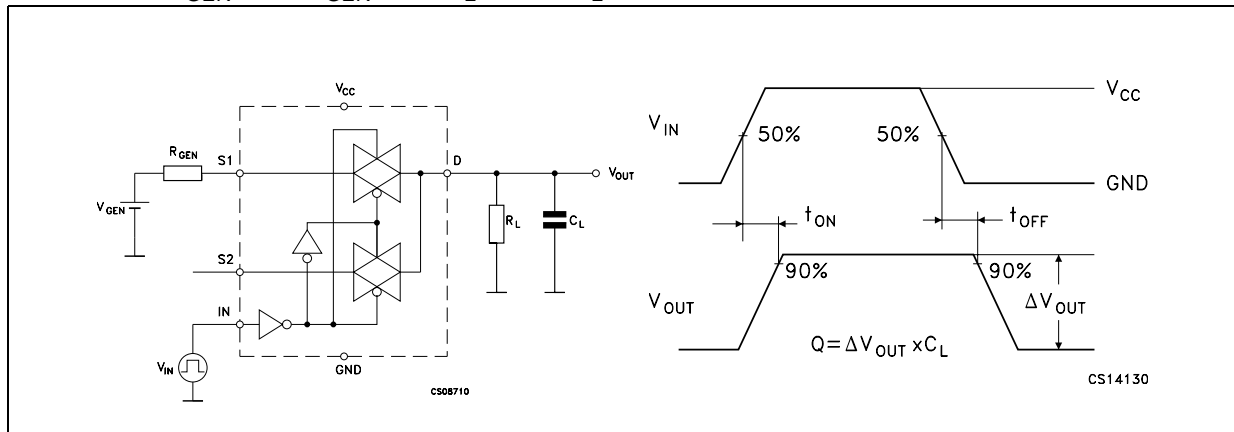 V_CC
R_GEN
S1
D
V_OUT
V_GEN
R_L
C_L
S2
IN
V_IN
GND
CS08710
V_CC
V_IN
50%
50%
GND
t_ON
t_OFF
90%
90%
V_OUT
ΔV_OUT
Q=ΔV_OUT xC_L
CS14130